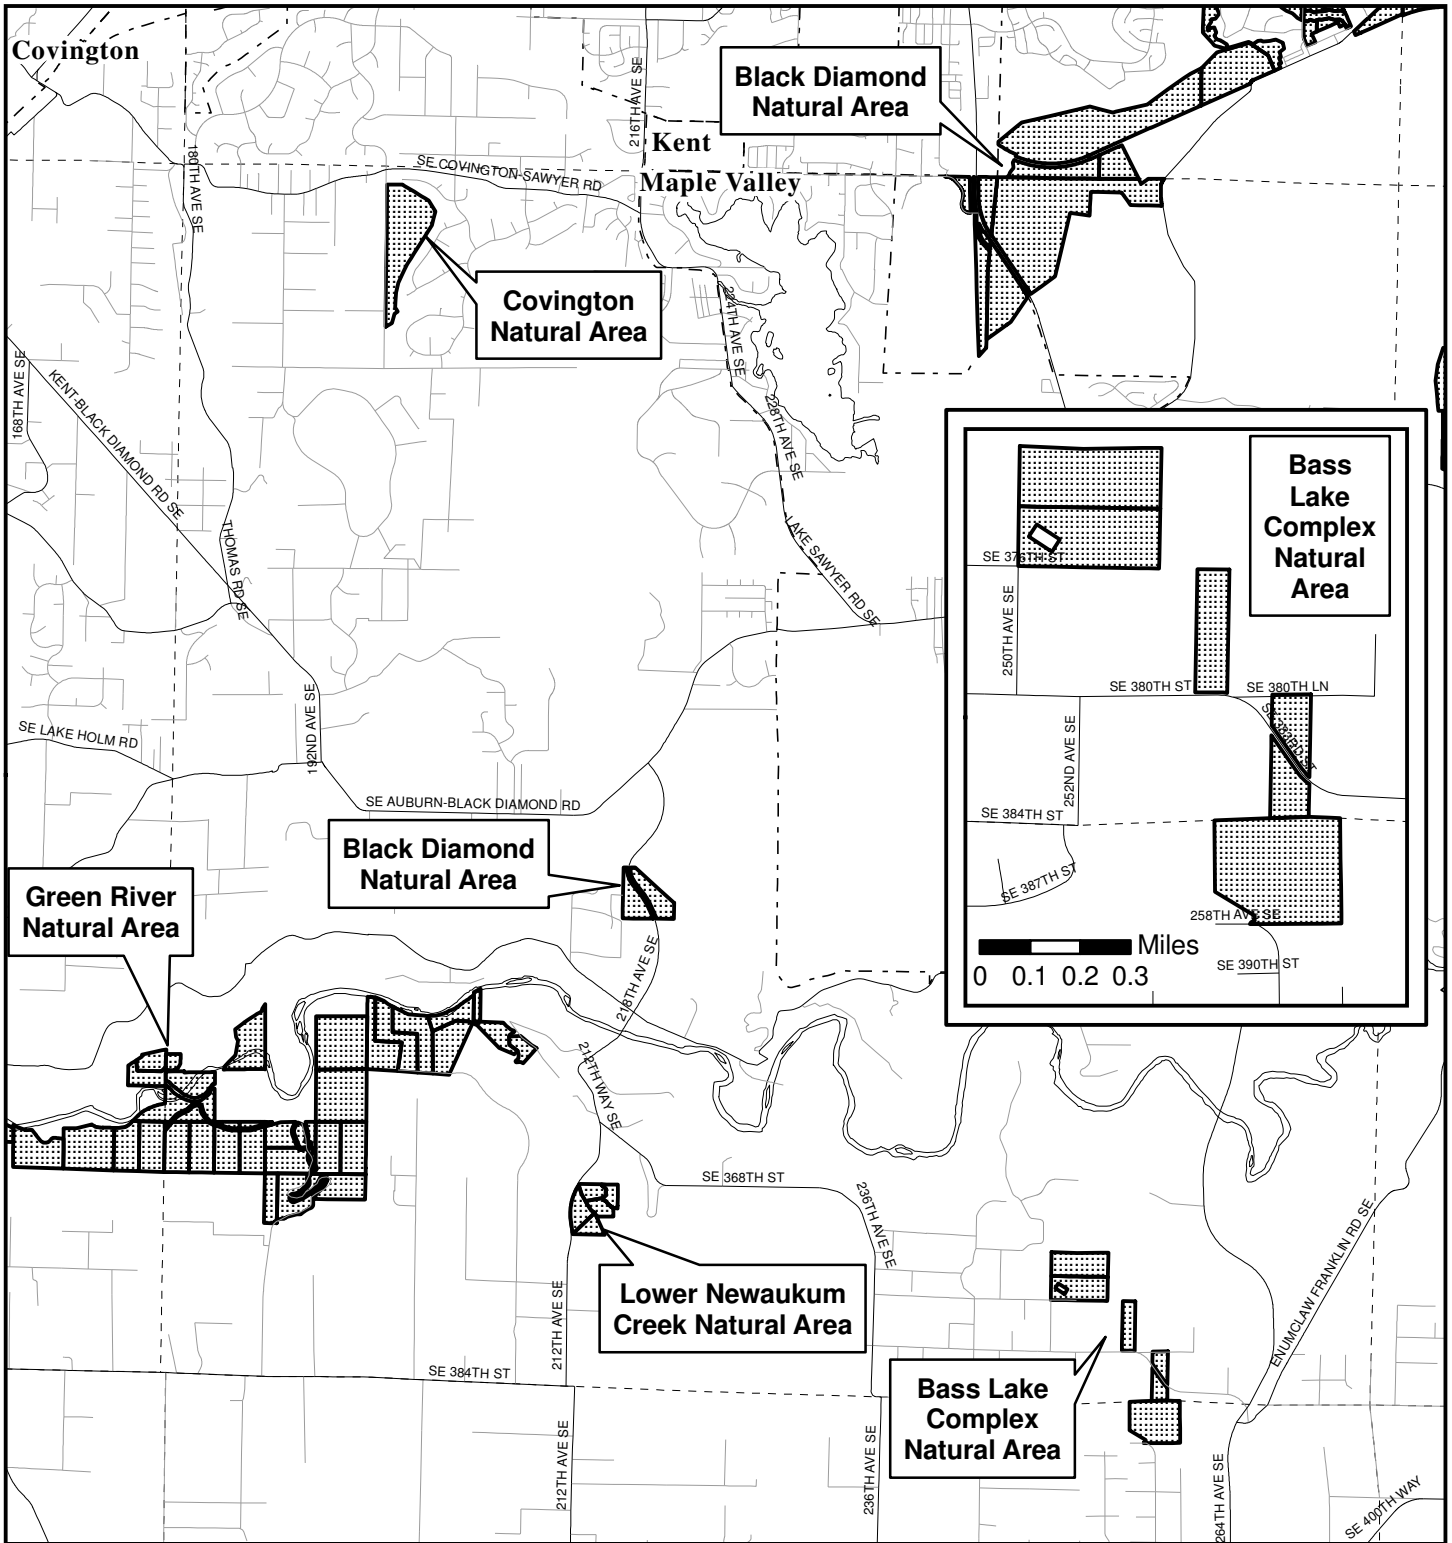 Covington
Black Diamond
Natural Area
216TH AVE SE
Kent
Maple Valley
SE COVINGTON-SAWYER RD
180TH AVE SE
Covington
Natural Area
224TH AVE SE
228TH AVE SE
168TH AVE SE
KENT-BLACK DIAMOND RD SE
THOMAS RD SE
LAKE SAWYER RD SE
192ND AVE SE
SE LAKE HOLM RD
SE AUBURN-BLACK DIAMOND RD
Black Diamond
Natural Area
Green River
Natural Area
218TH AVE SE
212TH WAY SE
SE 368TH ST
236TH AVE SE
Lower Newaukum
Creek Natural Area
212TH AVE SE
SE 384TH ST
Bass Lake
Complex
Natural Area
ENUMCLAW FRANKLIN RD SE
212TH AVE SE
236TH AVE SE
264TH AVE SE
SE 400TH WAY
Bass
Lake
Complex
Natural
Area
SE 376TH ST
250TH AVE SE
SE 380TH ST
SE 380TH LN
SE 383RD ST
252ND AVE SE
SE 384TH ST
SE 387TH ST
258TH AVE SE
SE 390TH ST
Miles
0 0.1 0.2 0.3